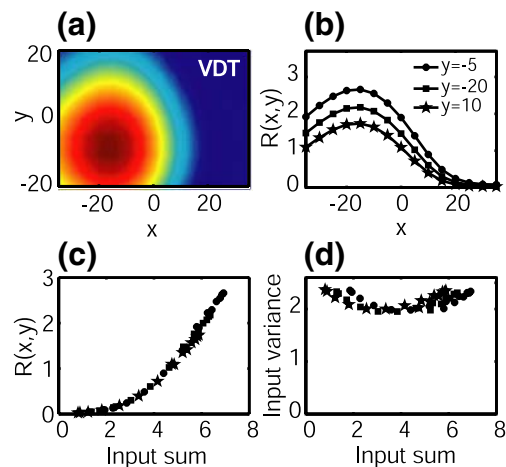 (a)
VDT
20
0
-20
y
-20
0
20
x
(b)
y=-5
y=-20
y=10
3
2
1
0
R(x,y)
-20
0
20
x
(c)
3
2
1
0
R(x,y)
0
2
4
6
8
Input sum
(d)
2
1
0
Input variance
0
2
4
6
8
Input sum